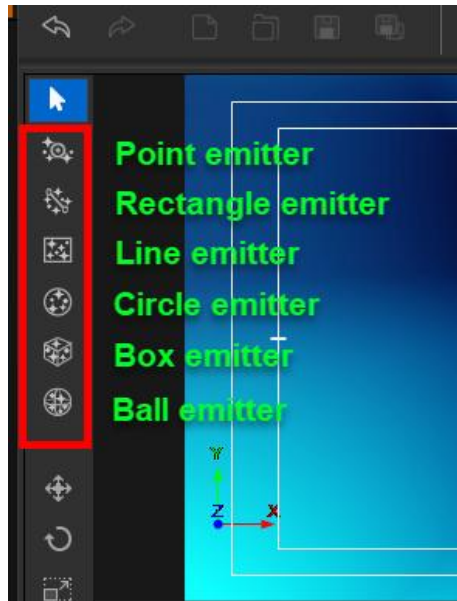 Point emitter
Rectangle emitter
Line emitter
Circle emitter
Box emitter
Ball emitter
Y
Z X